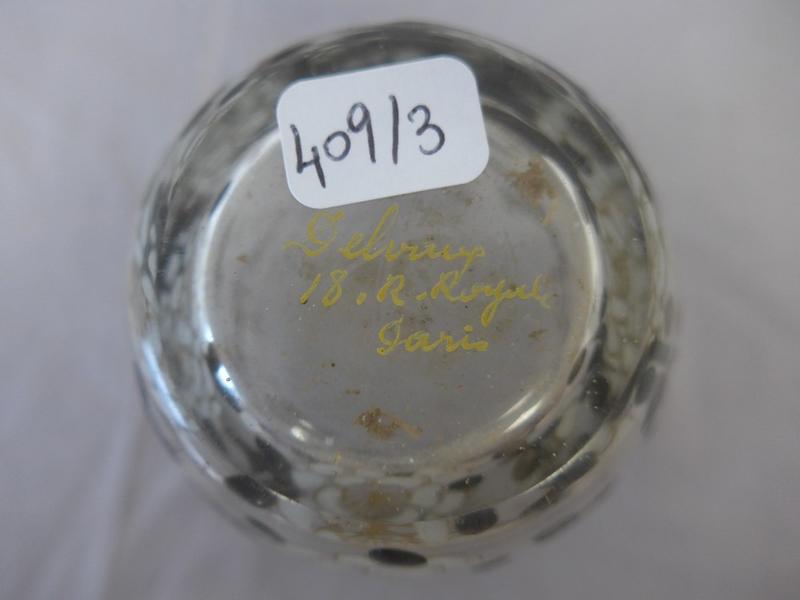 409/3
Delvaux
18. R. Royale
Paris